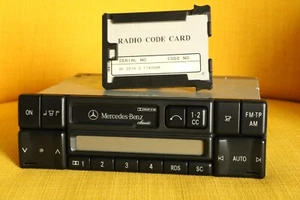 RADIO CODE CARD
SERIAL NO CODE NO
ON
Mercedes-Benz
classic
1-2
CC
FM-TP
AM
1
2
3
4
RDS
SC
AUTO